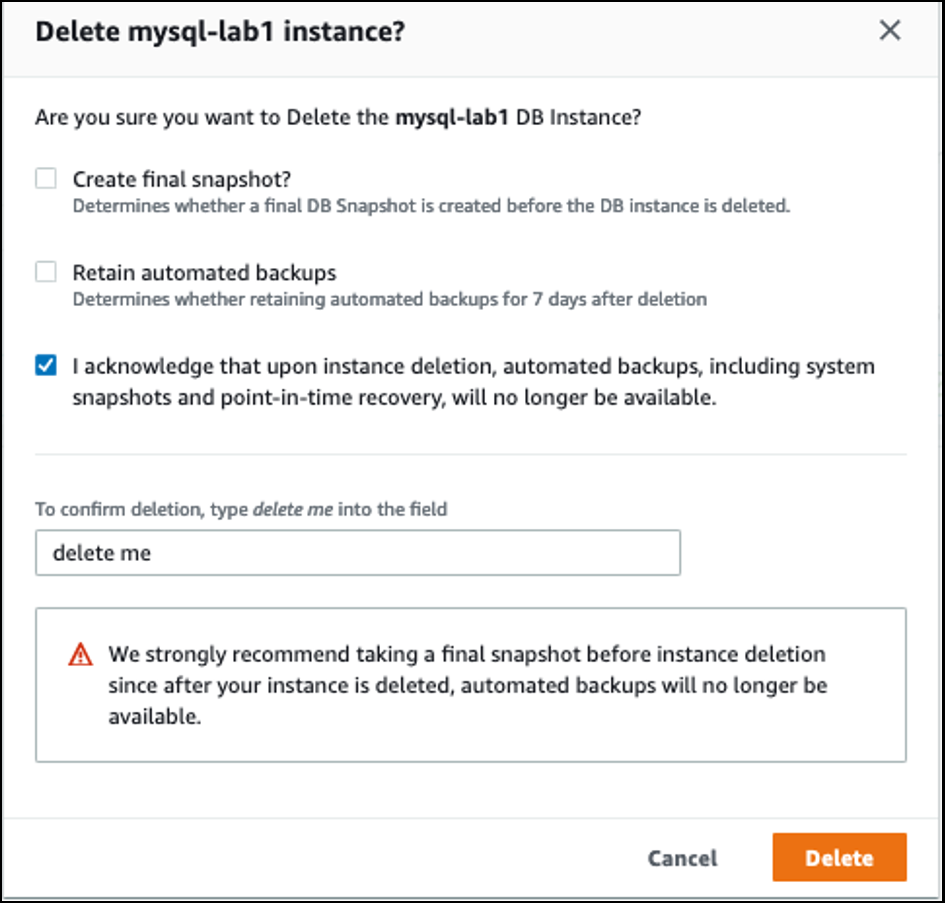 Delete mysql-lab1 instance?
Are you sure you want to Delete the mysql-lab1 DB Instance?
Create final snapshot?
Determines whether a final DB Snapshot is created before the DB instance is deleted.
Retain automated backups
Determines whether retaining automated backups for 7 days after deletion
I acknowledge that upon instance deletion, automated backups, including system
snapshots and point-in-time recovery, will no longer be available.
To confirm deletion, type delete me into the field
delete me
We strongly recommend taking a final snapshot before instance deletion
since after your instance is deleted, automated backups will no longer be
available.
Cancel
Delete